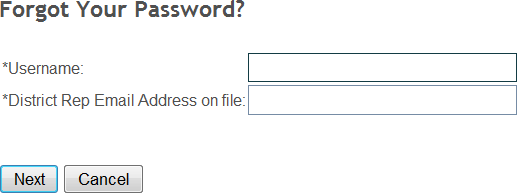 Forgot Your Password?
*Username:
*District Rep Email Address on file:
Next Cancel